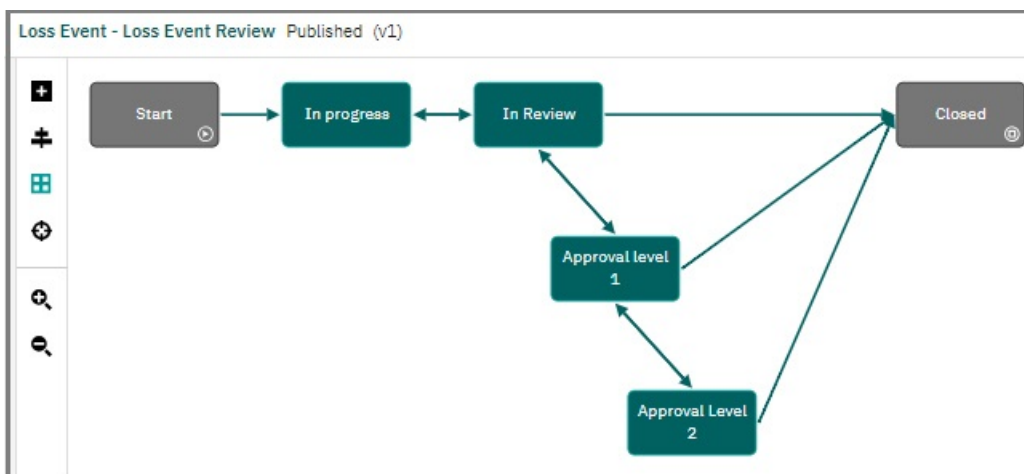 Loss Event - Loss Event Review Published (v1)
Start
In progress
In Review
Closed
Approval level
1
Approval Level
2